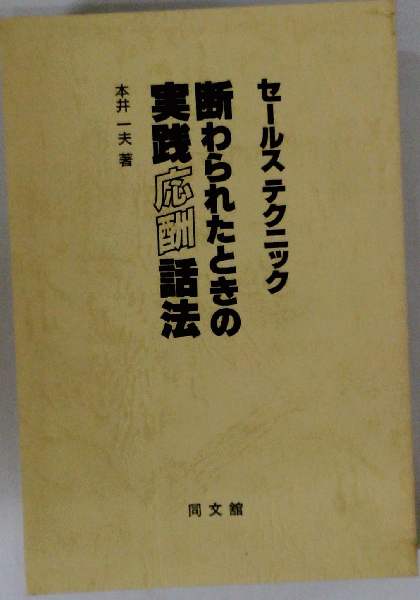 セールステクニック
断わられたときの
実践応酬話法
本井一夫 著
同文舘